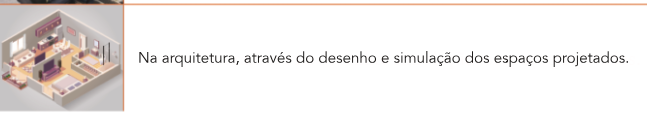 Na arquitetura, através do desenho e simulação dos espaços projetados.